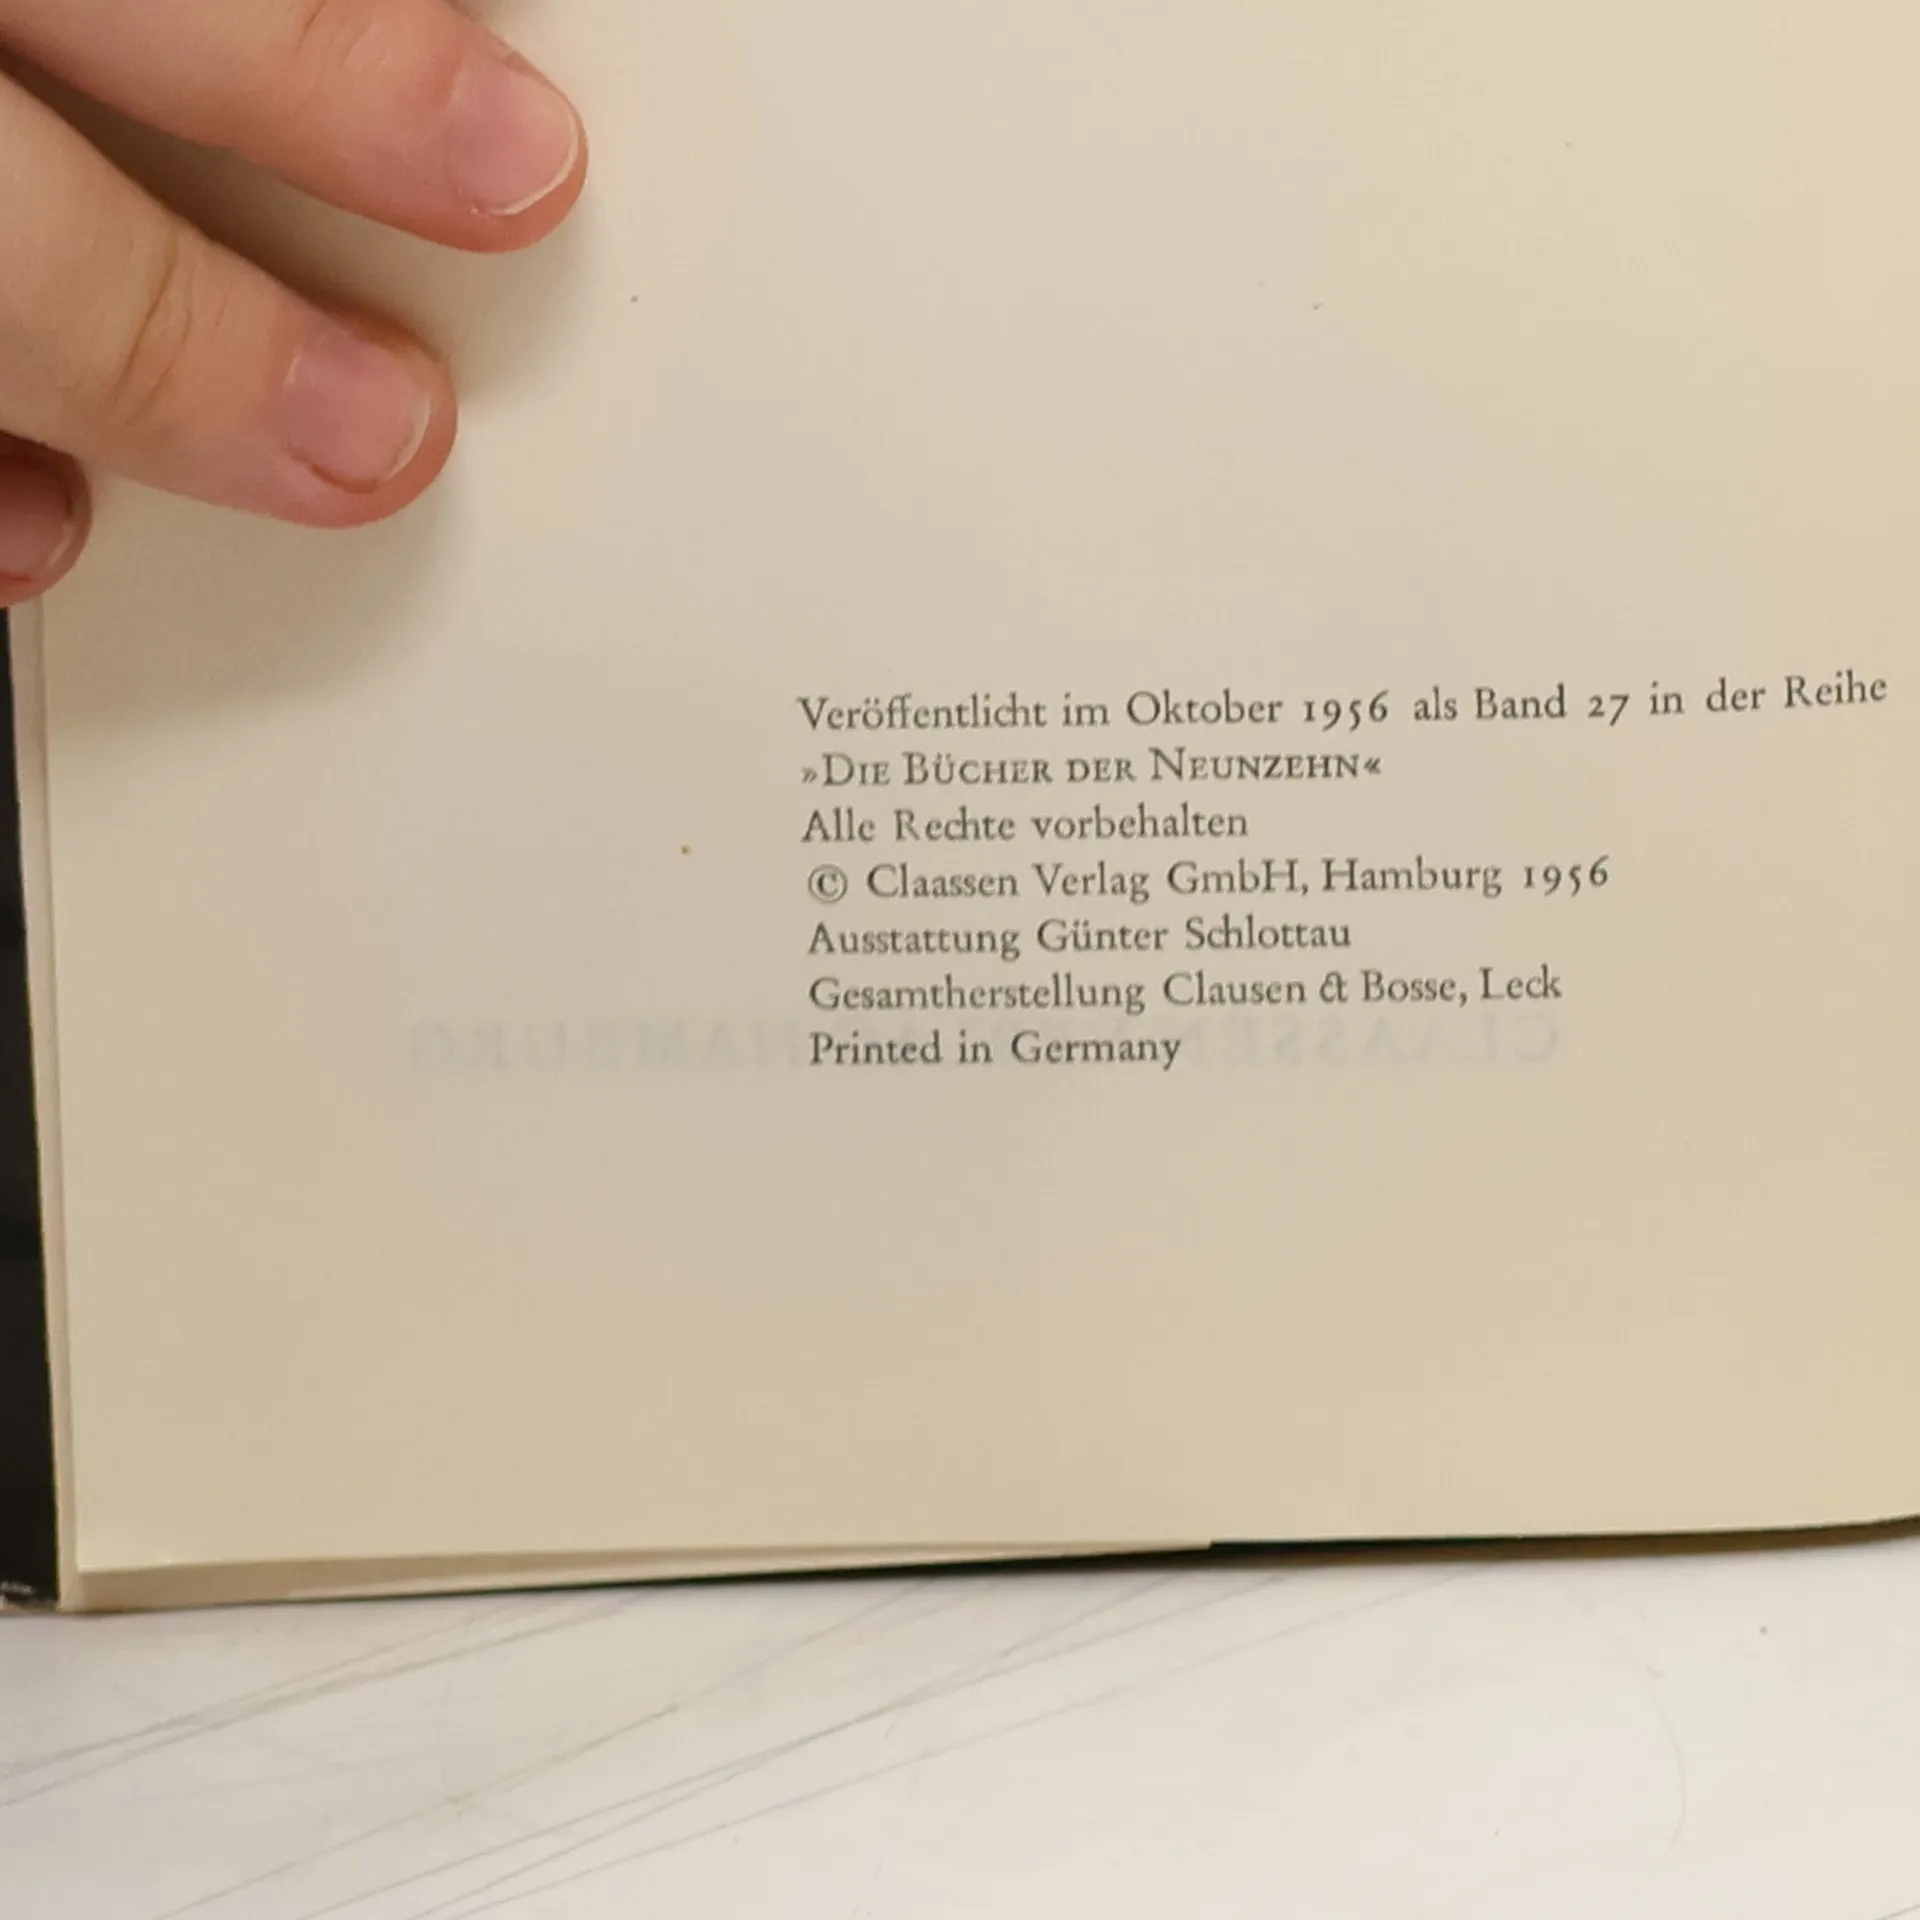 Veröffentlicht im Oktober 1956 als Band 27 in der Reihe
»DIE BÜCHER DER NEUNZEHN«
Alle Rechte vorbehalten
© Claassen Verlag GmbH, Hamburg 1956
Ausstattung Günter Schlottau
Gesamtherstellung Clausen & Bosse, Leck
Printed in Germany